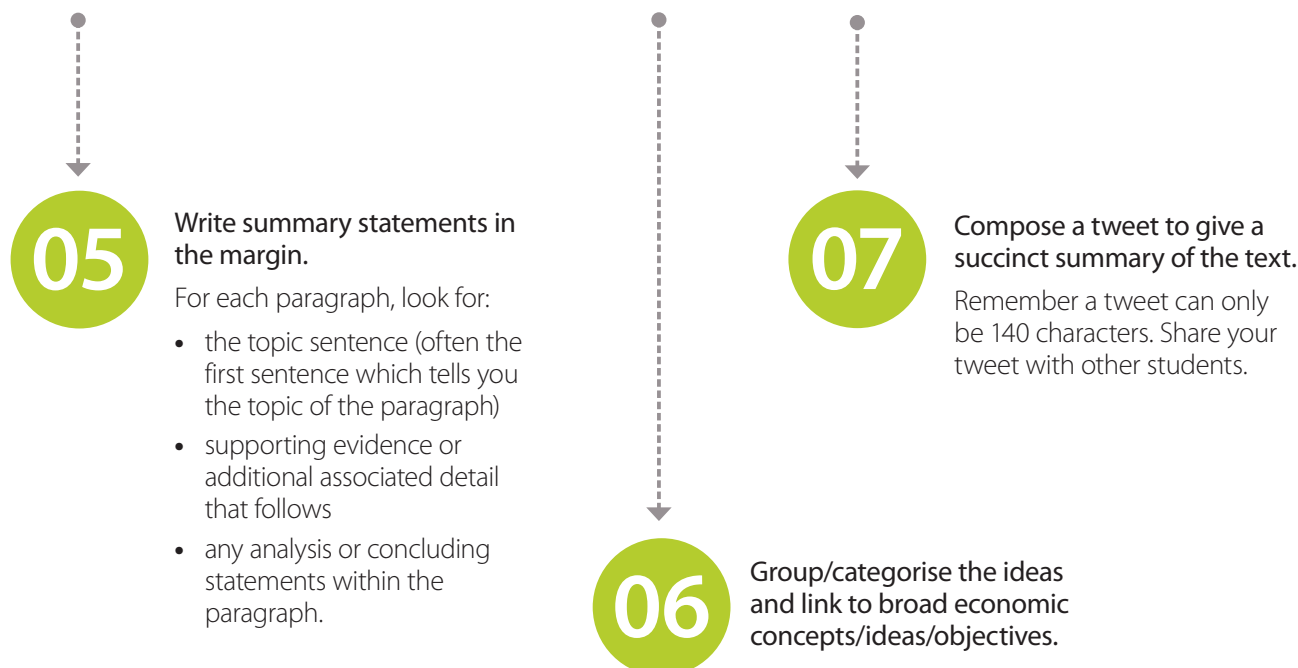 05
Write summary statements in
the margin.
For each paragraph, look for:
• the topic sentence (often the
first sentence which tells you
the topic of the paragraph)
• supporting evidence or
additional associated detail
that follows
• any analysis or concluding
statements within the
paragraph.
06
Group/categorise the ideas
and link to broad economic
concepts/ideas/objectives.
07
Compose a tweet to give a
succinct summary of the text.
Remember a tweet can only
be 140 characters. Share your
tweet with other students.